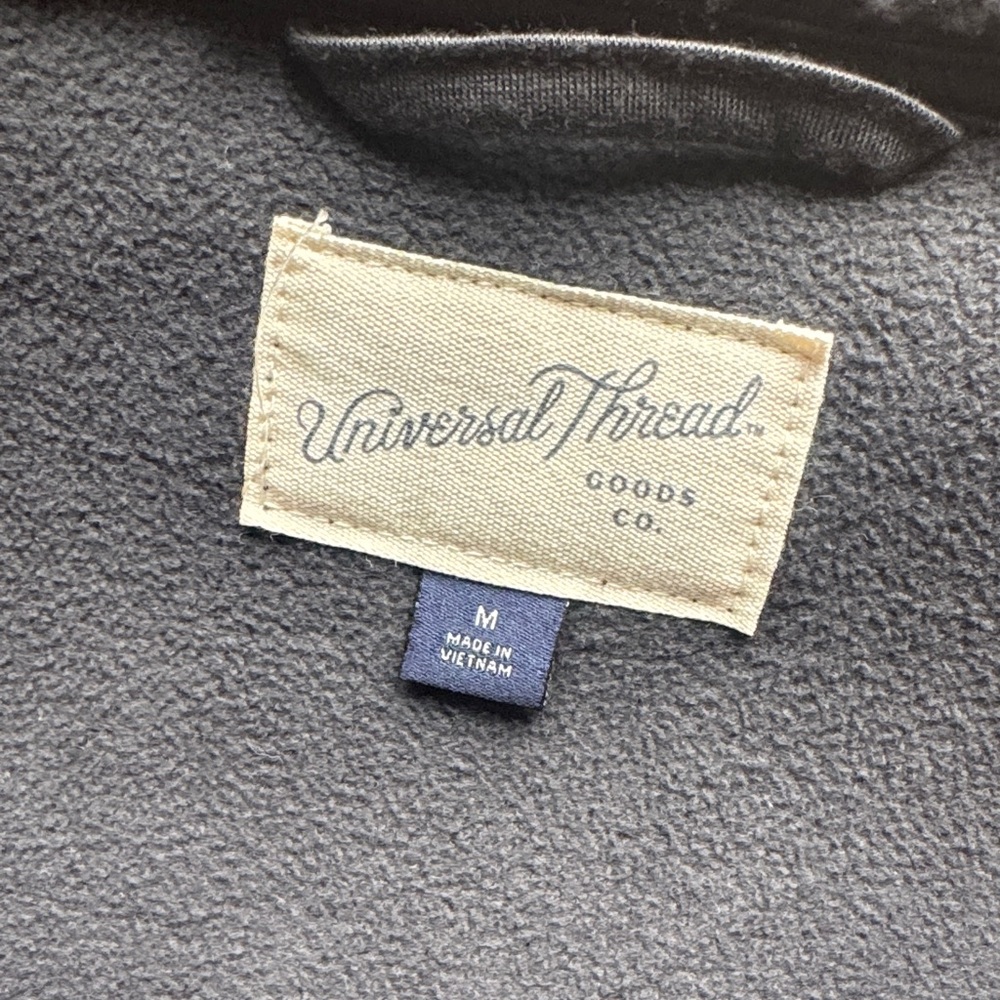 Universal Thread™
GOODS
CO.
M
MADE IN
VIETNAM